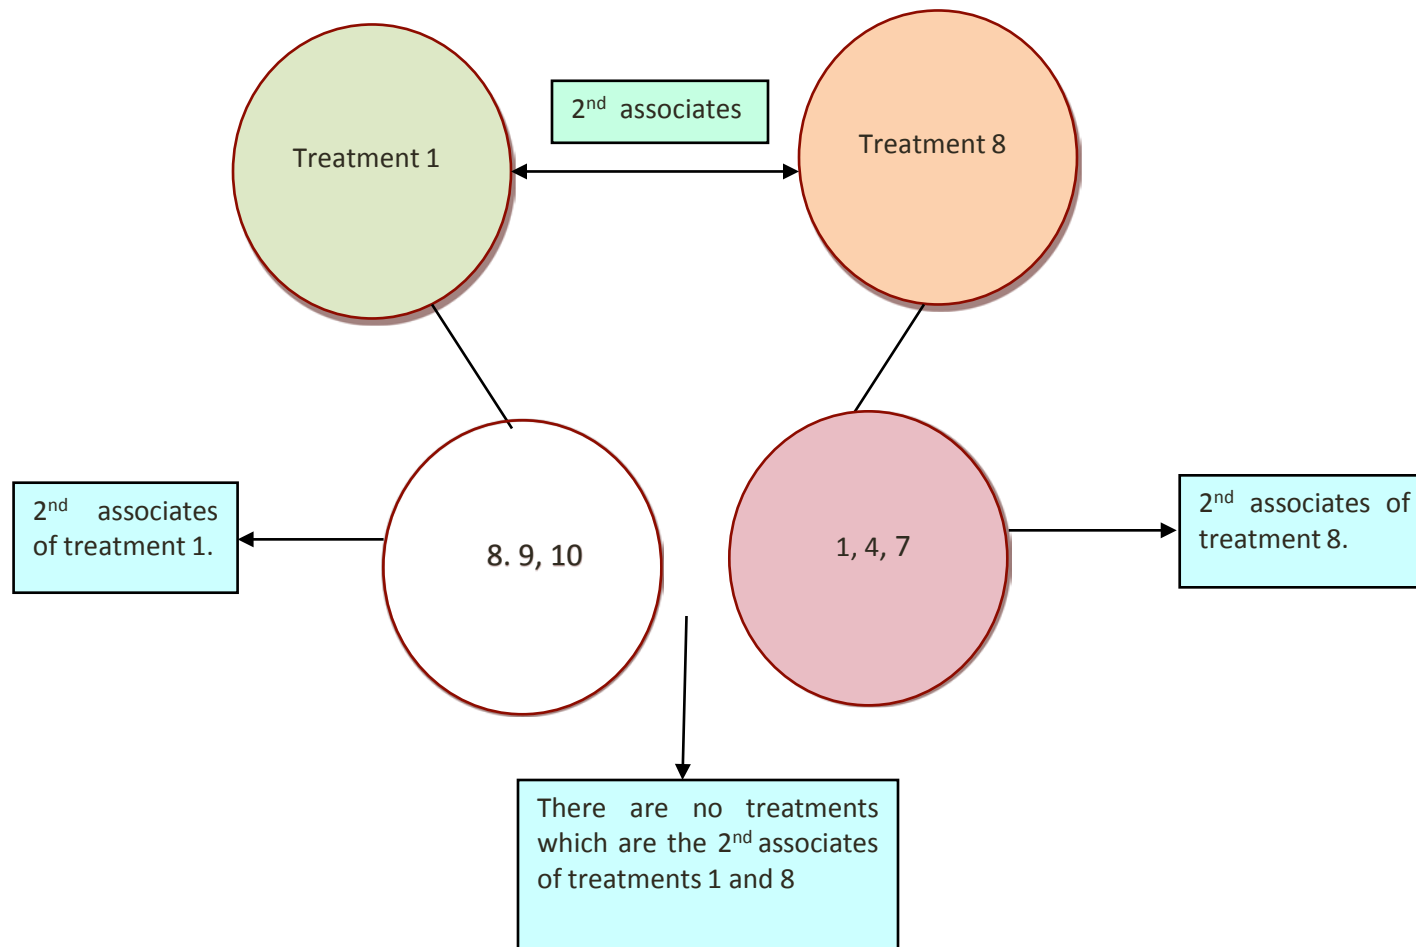 2nd associates
Treatment 1
Treatment 8
2nd associates
of treatment 1.
8. 9, 10
1, 4, 7
2nd associates of
treatment 8.
There are no treatments
which are the 2nd associates
of treatments 1 and 8